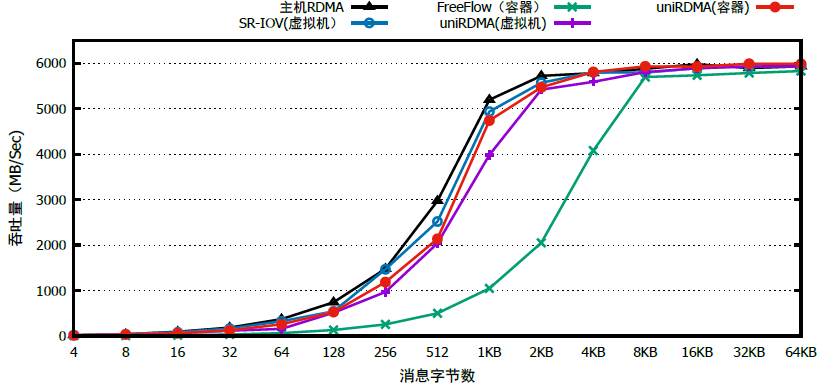 主机RDMA FreeFlow（容器） uniRDMA(容器)
SR-IOV(虚拟机） uniRDMA(虚拟机)
6000
5000
4000
3000
2000
1000
0
吞吐量（MB/Sec)
4 8 16 32 64 128 256 512 1KB 2KB 4KB 8KB 16KB 32KB 64KB
消息字节数